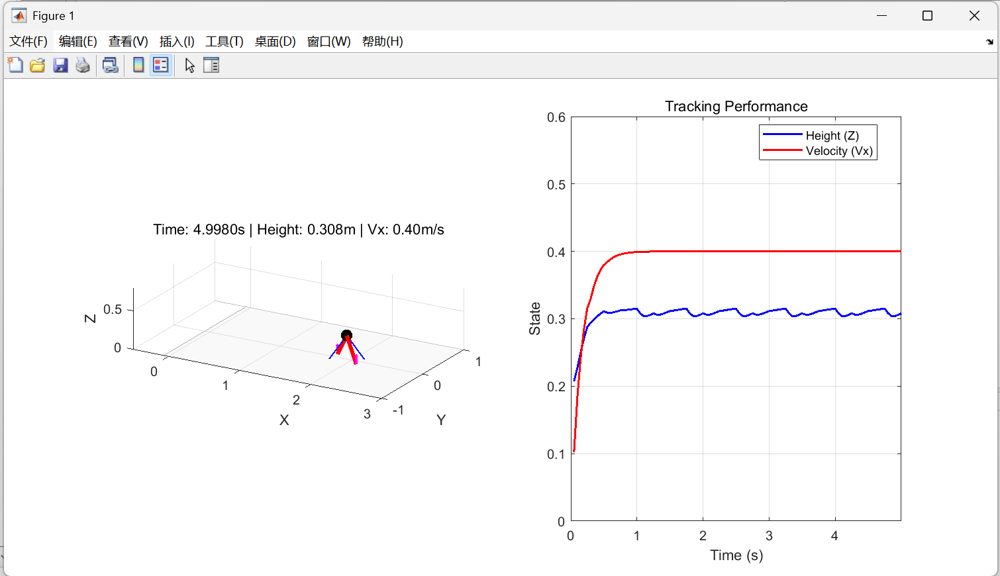 Figure 1
文件(F) 编辑(E) 查看(V) 插入(I) 工具(T) 桌面(D) 窗口(W) 帮助(H)
Time: 4.9980s | Height: 0.308m | Vx: 0.40m/s
Z
0.5
0
0
1
2
3
X
-1
0
1
Y
Tracking Performance
Height (Z)
Velocity (Vx)
0.6
0.5
0.4
0.3
0.2
0.1
0
State
0 1 2 3 4
Time (s)